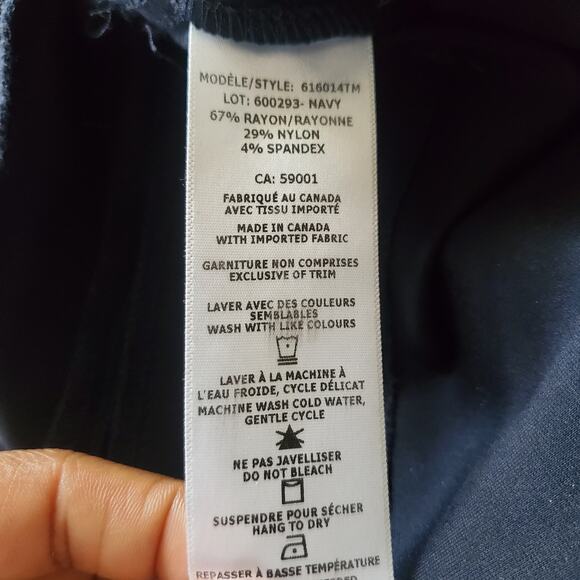 MODÈLE/STYLE: 616014TM
LOT: 600293- NAVY
67% RAYON/RAYONNE
29% NYLON
4% SPANDEX
CA: 59001
FABRIQUÉ AU CANADA
AVEC TISSU IMPORTÉ
MADE IN CANADA
WITH IMPORTED FABRIC
GARNITURE NON COMPRISES
EXCLUSIVE OF TRIM
LAVER AVEC DES COULEURS
SEMBLABLES
WASH WITH LIKE COLOURS
LAVER À LA MACHINE À
L'EAU FROIDE, CYCLE DÉLICAT
MACHINE WASH COLD WATER,
GENTLE CYCLE
NE PAS JAVELLISER
DO NOT BLEACH
SUSPENDRE POUR SÉCHER
HANG TO DRY
REPASSER À BASSE TEMPÉRATURE